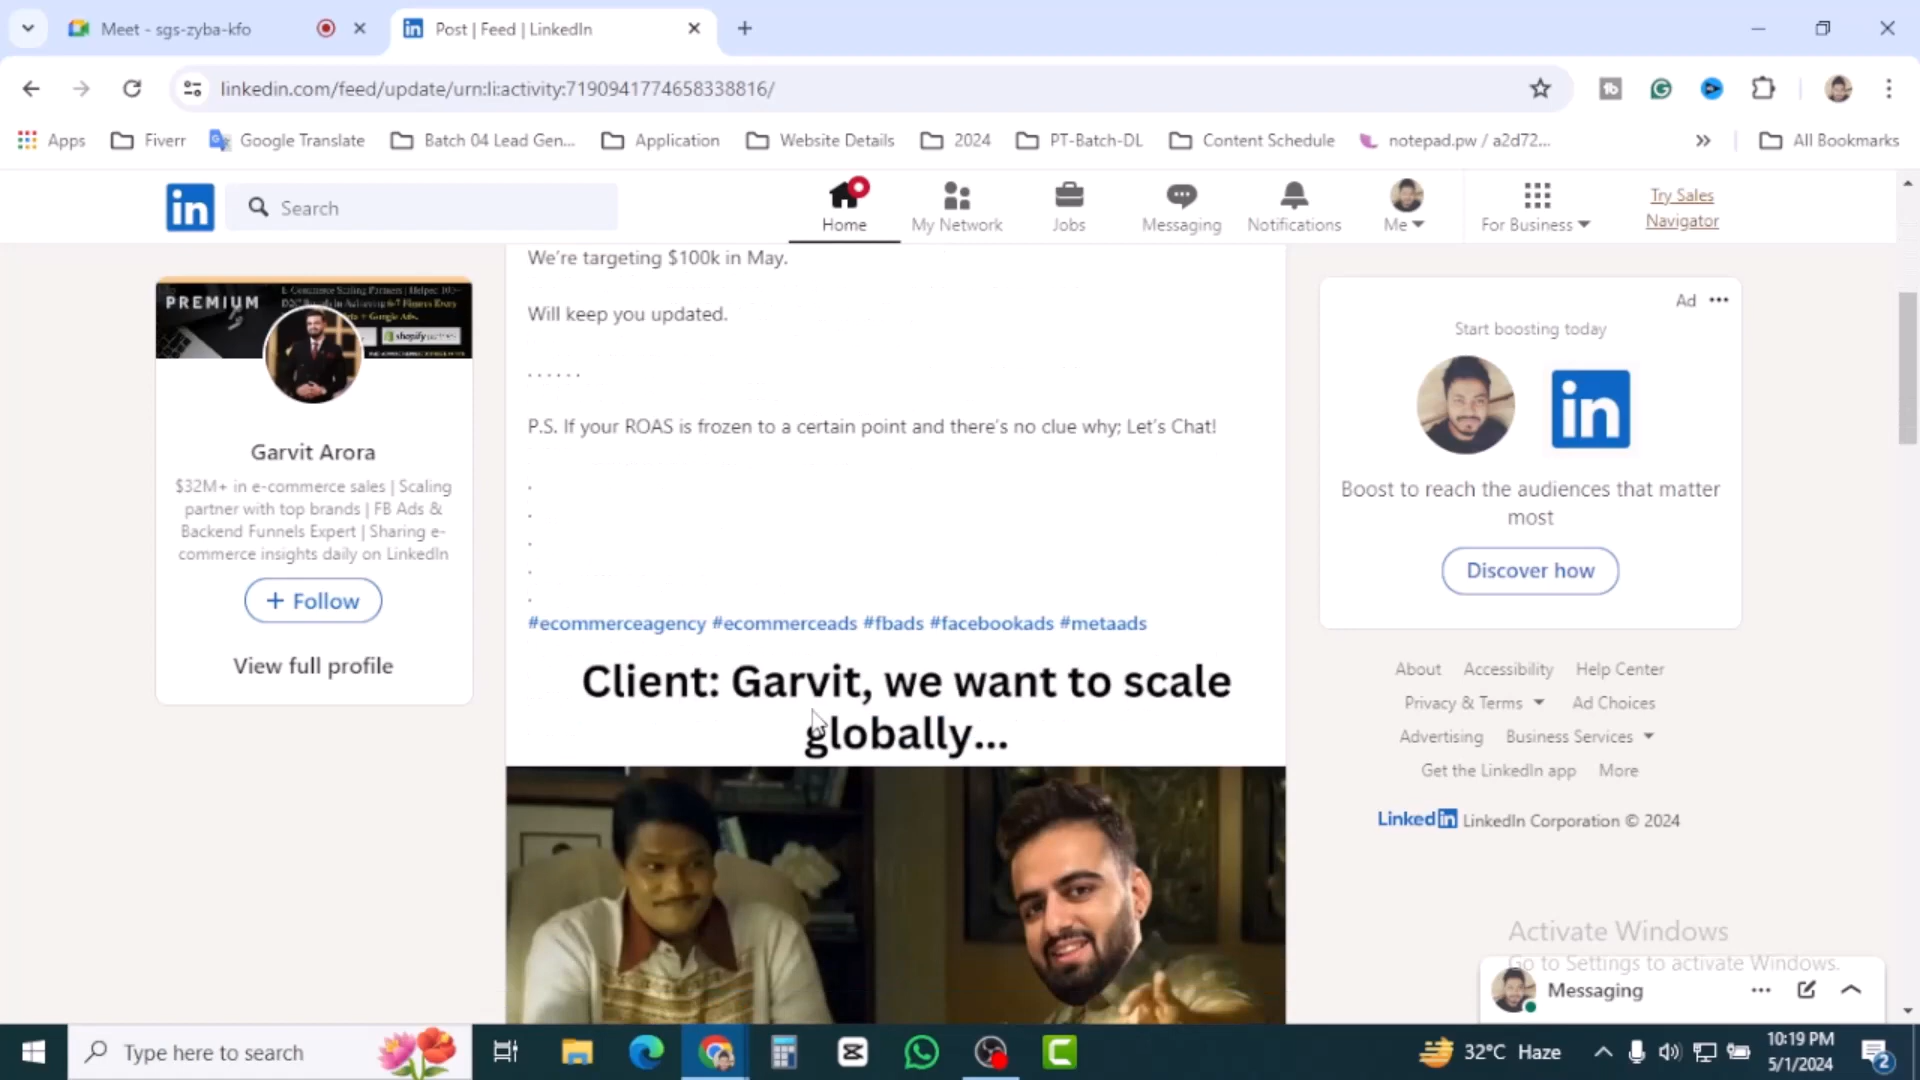 Meet - sgs-zyba-kfo
Post | Feed | LinkedIn
linkedin.com/feed/update/urn:li:activity:7190941774658338816/
Apps
Fiverr
Google Translate
Batch 04 Lead Gen...
Application
Website Details
2024
PT-Batch-DL
Content Schedule
notepad.pw / a2d72...
All Bookmarks
Search
Home
My Network
Jobs
Messaging
Notifications
Me
For Business
Try Sales
Navigator
PREMIUM
shopify
Garvit Arora
$32M+ in e-commerce sales | Scaling
partner with top brands | FB Ads &
Backend Funnels Expert | Sharing e-
commerce insights daily on LinkedIn
+ Follow
View full profile
We're targeting $100k in May.
Will keep you updated.
. . . . . .
P.S. If your ROAS is frozen to a certain point and there's no clue why; Let's Chat!
.
.
.
.
.
#ecommerceagency #ecommerceads #fbads #facebookads #metaads
Client: Garvit, we want to scale
globally...
Ad
Start boosting today
Boost to reach the audiences that matter
most
Discover how
About Accessibility Help Center
Privacy & Terms Ad Choices
Advertising Business Services
Get the LinkedIn app More
LinkedIn LinkedIn Corporation © 2024
Activate Windows
Go to Settings to activate Windows.
Messaging
Type here to search
32°C Haze
10:19 PM
5/1/2024
2